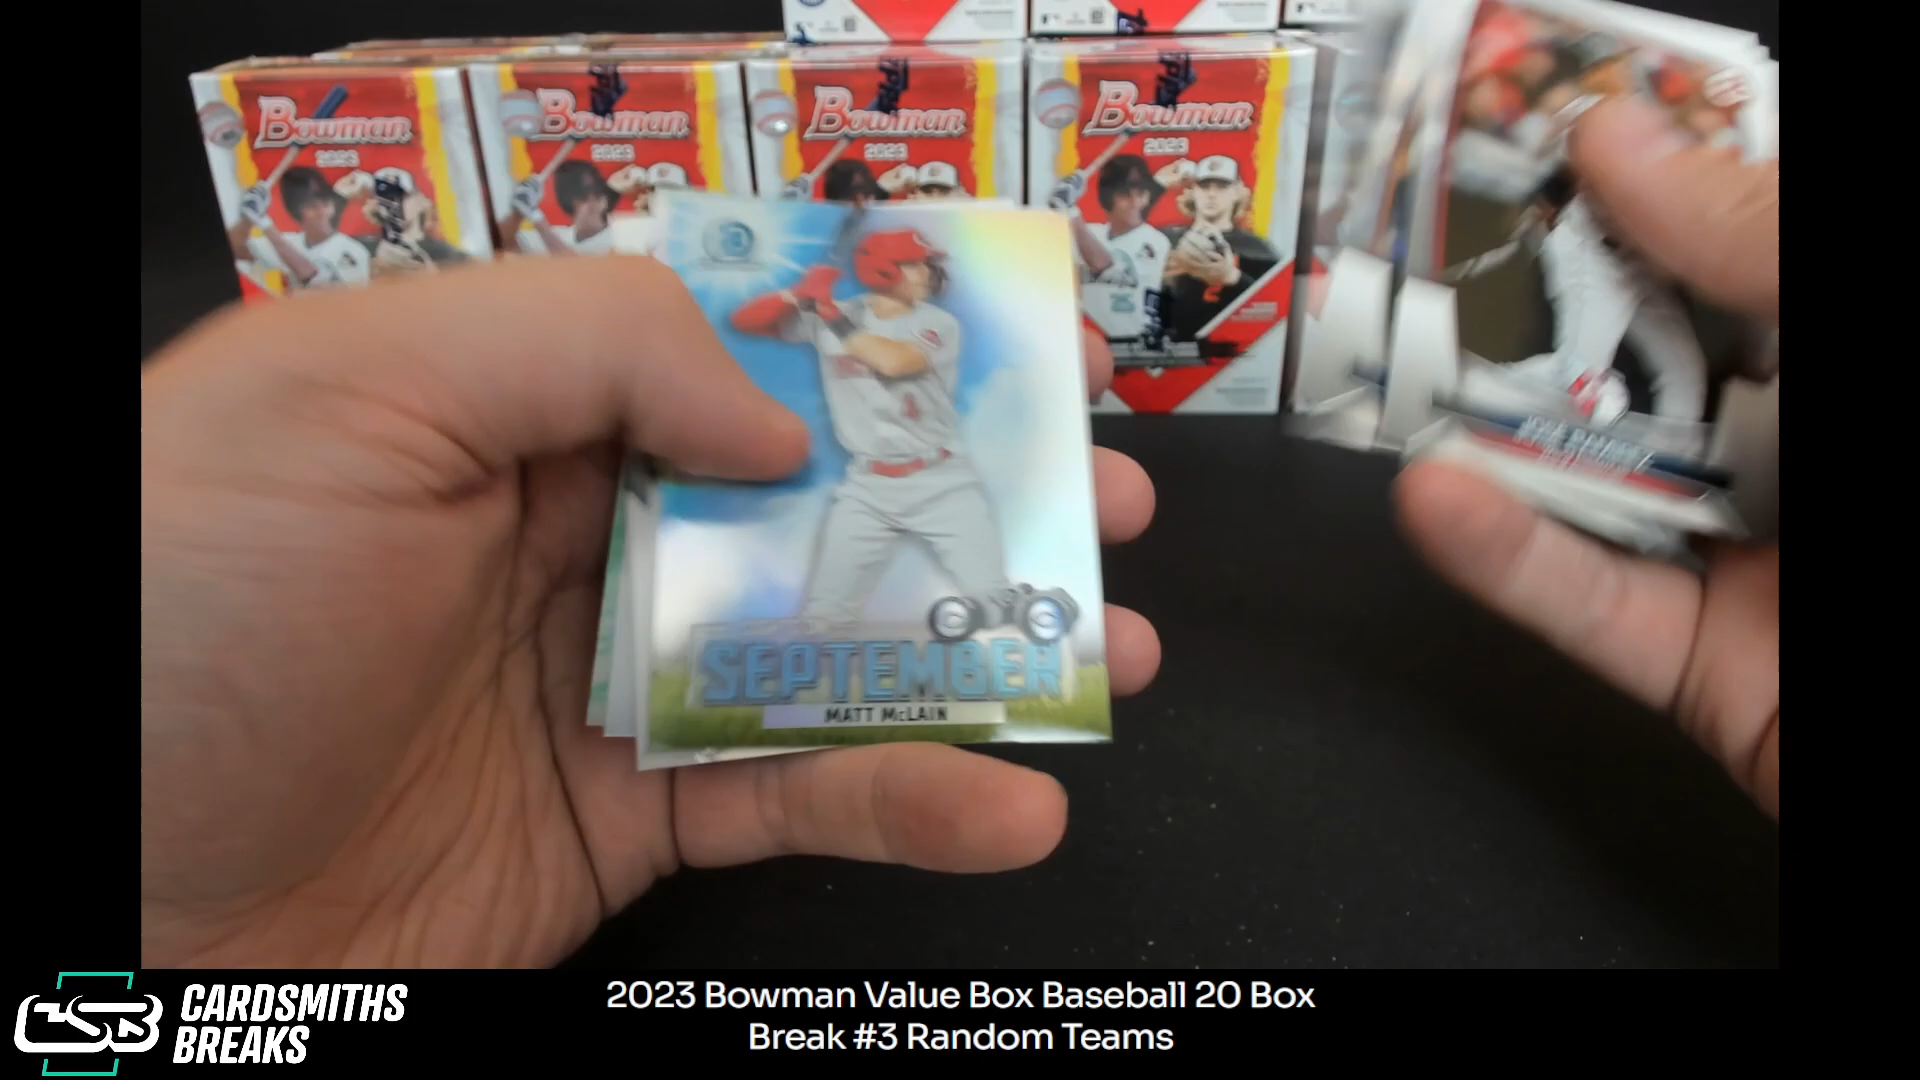 Bowman
2023
Bowman
2023
Bowman
2023
Bowman
2023
SEPTEMBER
MATT McLAIN
CSB
CARDSMITHS
BREAKS
2023 Bowman Value Box Baseball 20 Box
Break #3 Random Teams